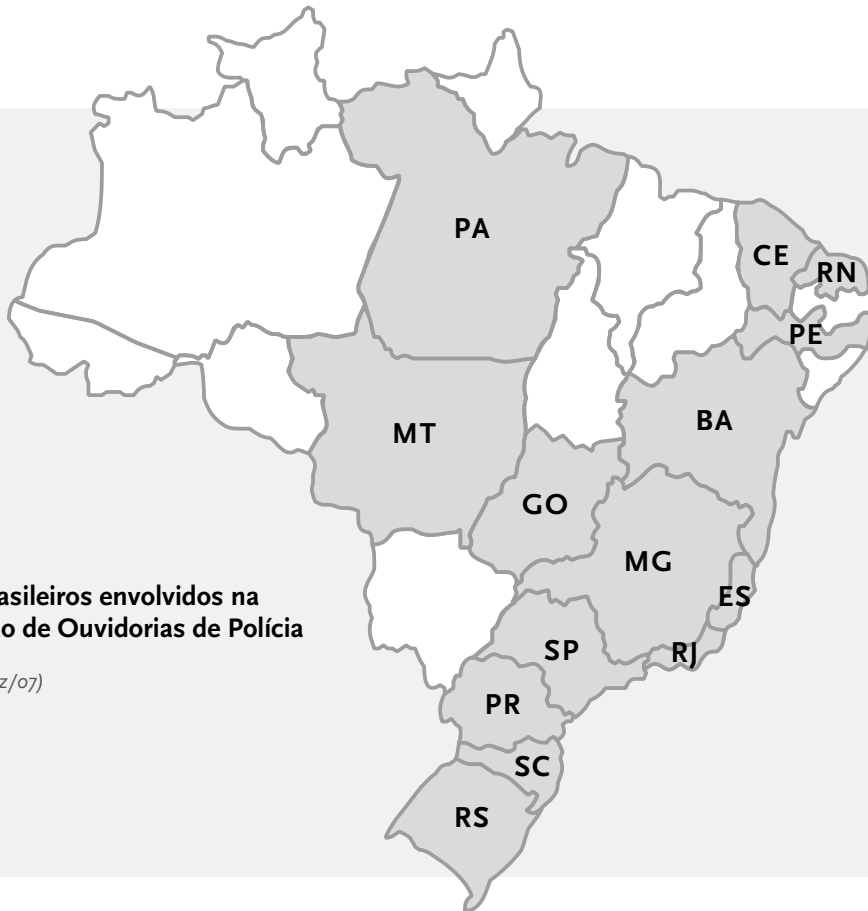 PA
CE
RN
PE
BA
MT
GO
MG
ES
asileiros envolvidos na
o de Ouvidorias de Polícia
SP
RJ
z/07)
PR
SC
RS